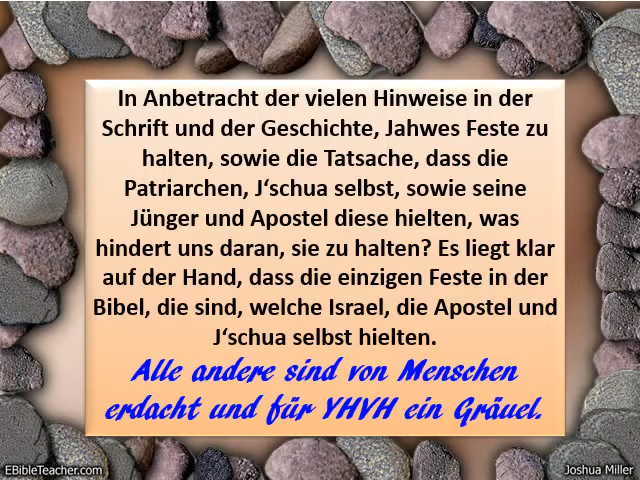 In Anbetracht der vielen Hinweise in der
Schrift und der Geschichte, Jahwes Feste zu
halten, sowie die Tatsache, dass die
Patriarchen, J‘schua selbst, sowie seine
Jünger und Apostel diese hielten, was
hindert uns daran, sie zu halten? Es liegt klar
auf der Hand, dass die einzigen Feste in der
Bibel, die sind, welche Israel, die Apostel und
J‘schua selbst hielten.
Alle andere sind von Menschen
erdacht und für YHVH ein Gräuel.
EBibleTeacher.com
Joshua Miller